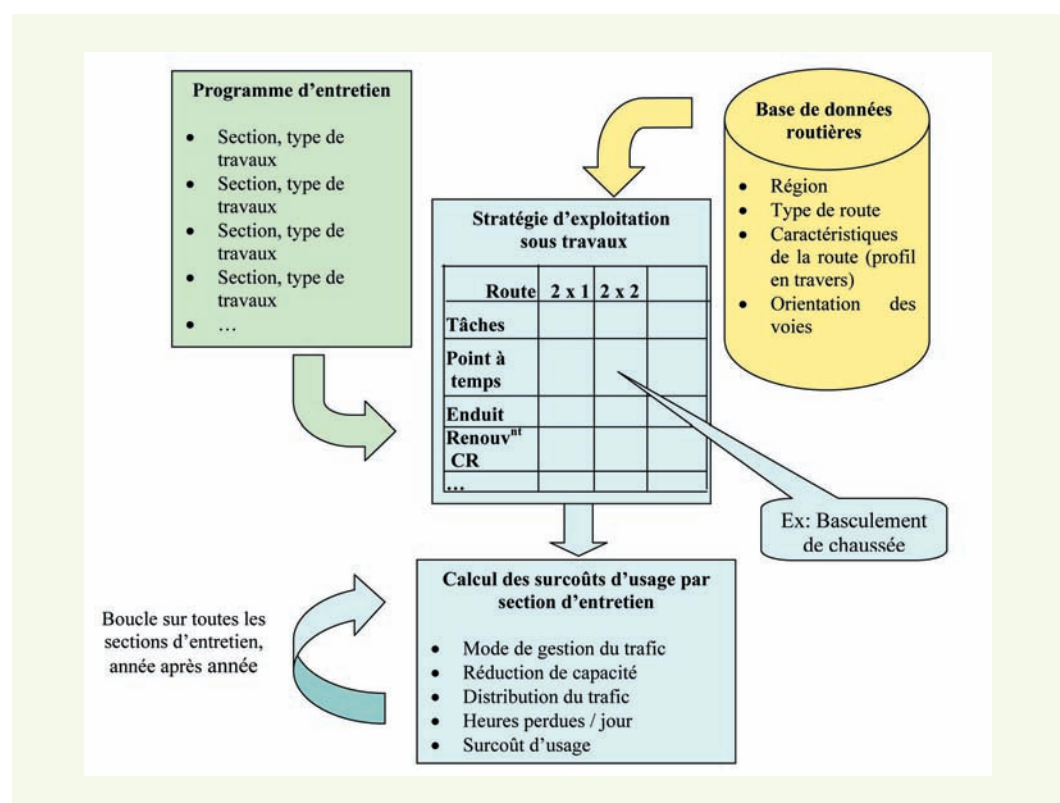 Programme d’entretien
• Section, type de
travaux
• Section, type de
travaux
• Section, type de
travaux
• Section, type de
travaux
• …
Base de données
routières
• Région
• Type de route
• Caractéristiques
de la route (profil
en travers)
• Orientation des
voies
Stratégie d’exploitation
sous travaux
Route 2 x 1 2 x 2
Tâches
Point à
temps
Enduit
Renouvnt
CR
…
Ex: Basculement
de chaussée
Calcul des surcoûts d’usage par
section d’entretien
• Mode de gestion du trafic
• Réduction de capacité
• Distribution du trafic
• Heures perdues / jour
• Surcoût d’usage
Boucle sur toutes les
sections d’entretien,
année après année